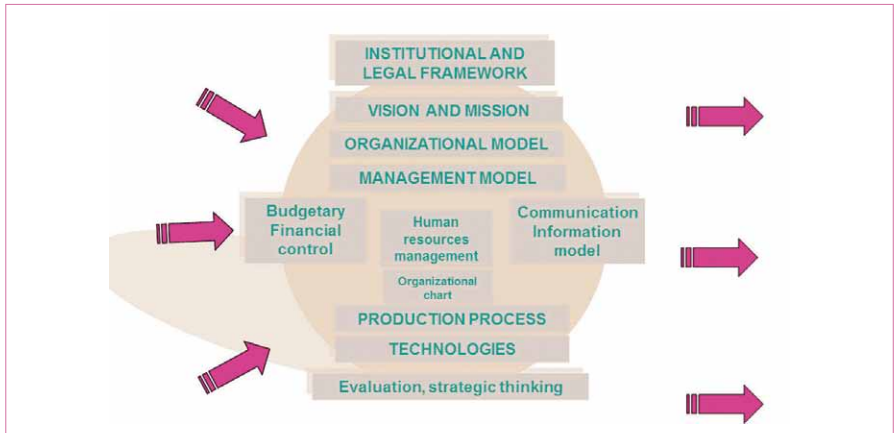 INSTITUTIONAL AND
LEGAL FRAMEWORK
VISION AND MISSION
ORGANIZATIONAL MODEL
MANAGEMENT MODEL
Budgetary
Financial
control
Human
resources
management
Communication
Information
model
Organizational
chart
PRODUCTION PROCESS
TECHNOLOGIES
Evaluation, strategic thinking